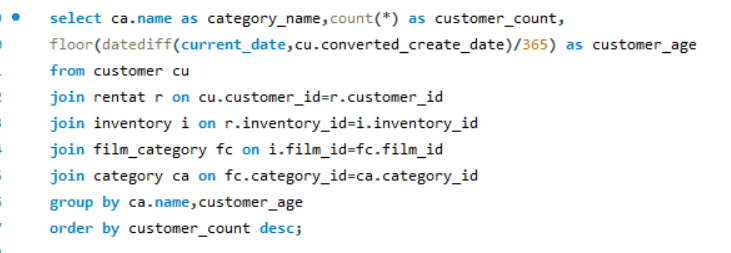 select ca.name as category_name,count(*) as customer_count,
floor(datediff(current_date,cu.converted_create_date)/365) as customer_age
from customer cu
join rentat r on cu.customer_id=r.customer_id
join inventory i on r.inventory_id=i.inventory_id
join film_category fc on i.film_id=fc.film_id
join category ca on fc.category_id=ca.category_id
group by ca.name,customer_age
order by customer_count desc;